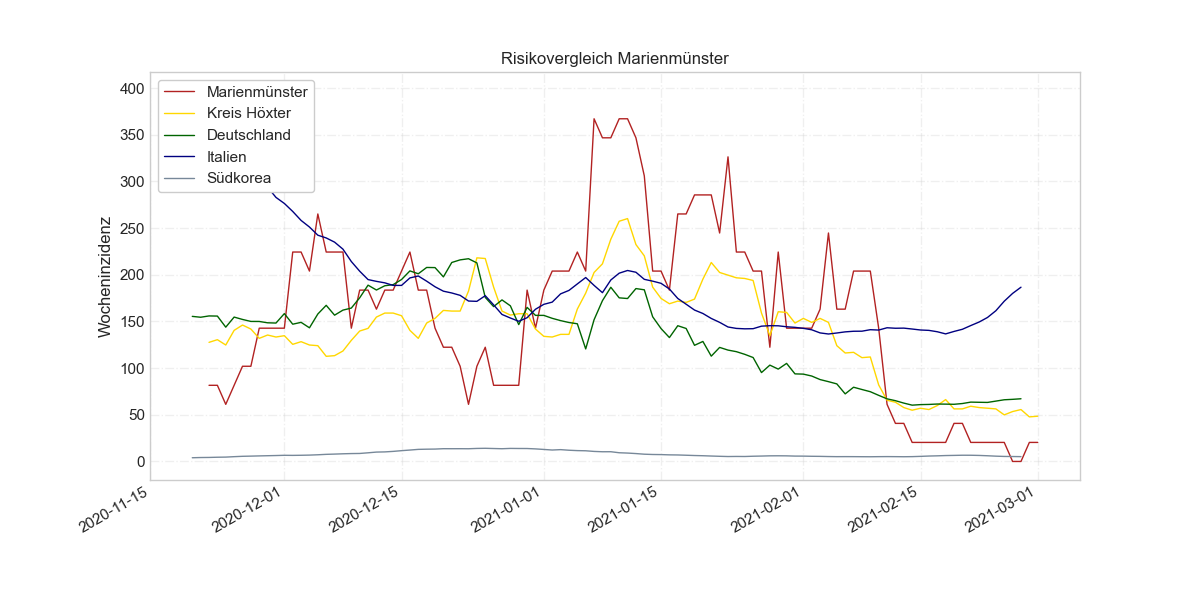 Risikovergleich Marienmünster
Wocheninzidenz
400
350
300
250
200
150
100
50
0
Marienmünster
Kreis Höxter
Deutschland
Italien
Südkorea
2020-11-15
2020-12-01
2020-12-15
2021-01-01
2021-01-15
2021-02-01
2021-02-15
2021-03-01